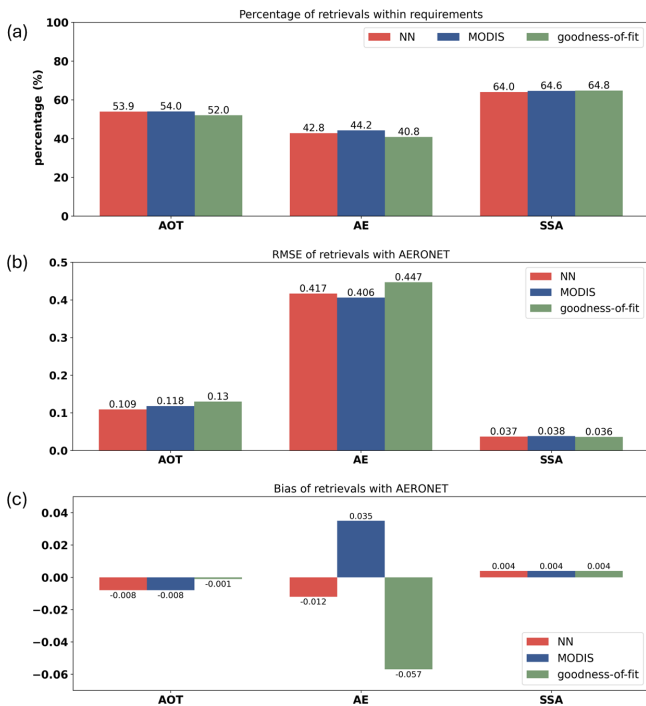 (a)
Percentage of retrievals within requirements
NN MODIS goodness-of-fit
percentage (%)
100
80
60
40
20
0
53.9 54.0 52.0
42.8 44.2 40.8
64.0 64.6 64.8
AOT AE SSA
(b)
RMSE of retrievals with AERONET
NN
MODIS
goodness-of-fit
0.5
0.4
0.3
0.2
0.1
0.0
0.109 0.118 0.13
0.417 0.406 0.447
0.037 0.038 0.036
AOT AE SSA
(c)
Bias of retrievals with AERONET
0.04
0.02
0.00
−0.02
−0.04
−0.06
-0.008 -0.008 -0.001
-0.012 0.035 -0.057
0.004 0.004 0.004
NN
MODIS
goodness-of-fit
AOT AE SSA